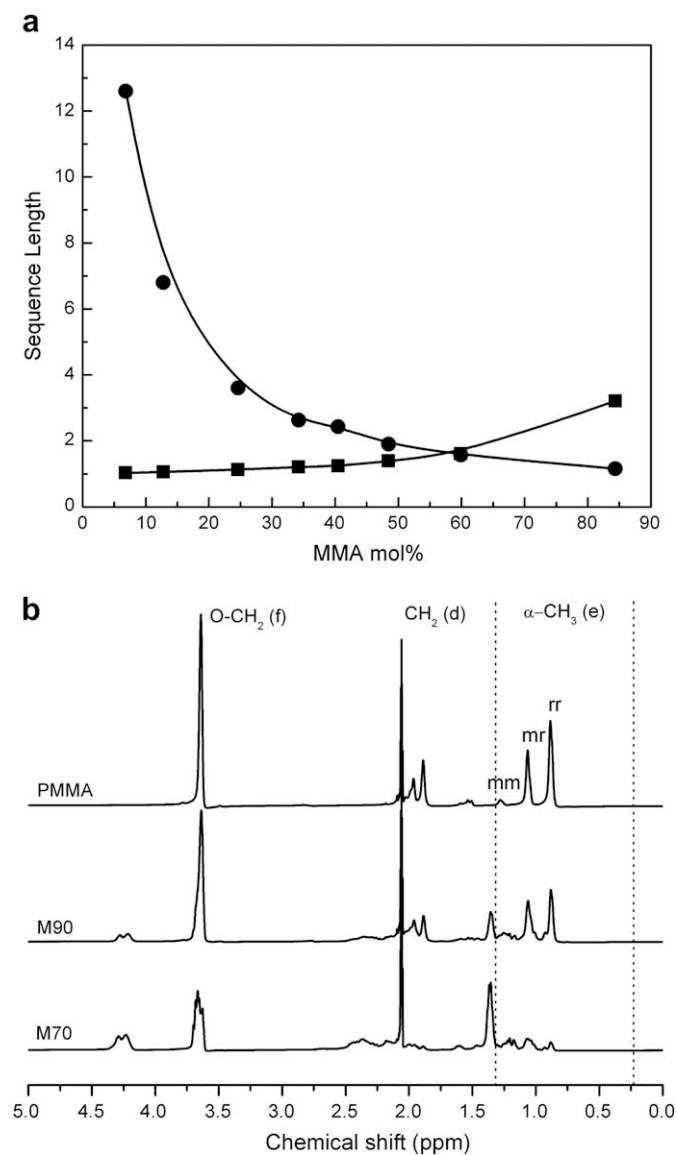 a
14
12
10
8
6
4
2
0
Sequence Length
0 10 20 30 40 50 60 70 80 90
MMA mol%
b
O-CH₂ (f) CH₂ (d) α–CH₃ (e)
rr
mr
mm
PMMA
M90
M70
5.0 4.5 4.0 3.5 3.0 2.5 2.0 1.5 1.0 0.5 0.0
Chemical shift (ppm)